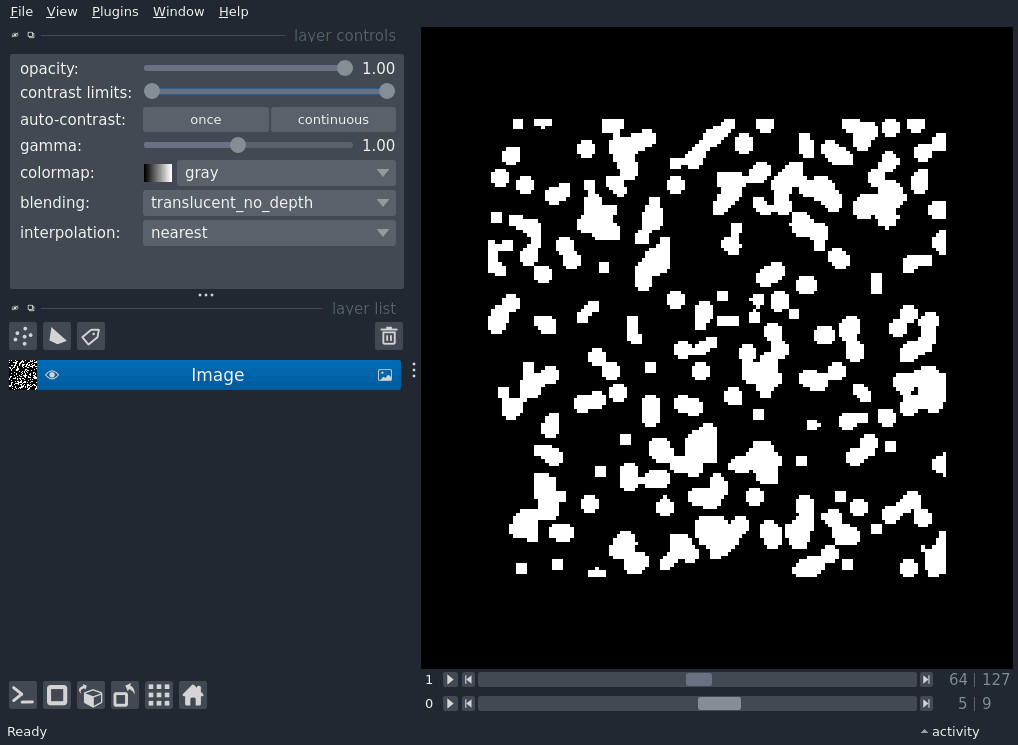 File View Plugins Window Help
layer controls
opacity: 1.00
contrast limits:
auto-contrast: once continuous
gamma: 1.00
colormap: gray
blending: translucent_no_depth
interpolation: nearest
layer list
Image
1 64 | 127
0 5 | 9
Ready activity